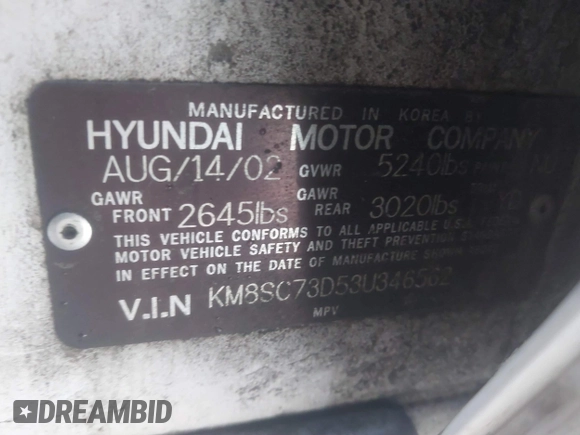 MANUFACTURED IN KOREA BY
HYUNDAI MOTOR COMPANY
AUG/14/02 GVWR 5240lbs
GAWR FRONT 2645lbs GAWR REAR 3020lbs
THIS VEHICLE CONFORMS TO ALL APPLICABLE U.S.
MOTOR VEHICLE SAFETY AND THEFT PREVENTION
IN EFFECT ON THE DATE OF MANUFACTURE SHOWN
V.I.N KM8SC73D53U346562
MPV
DREAMBID